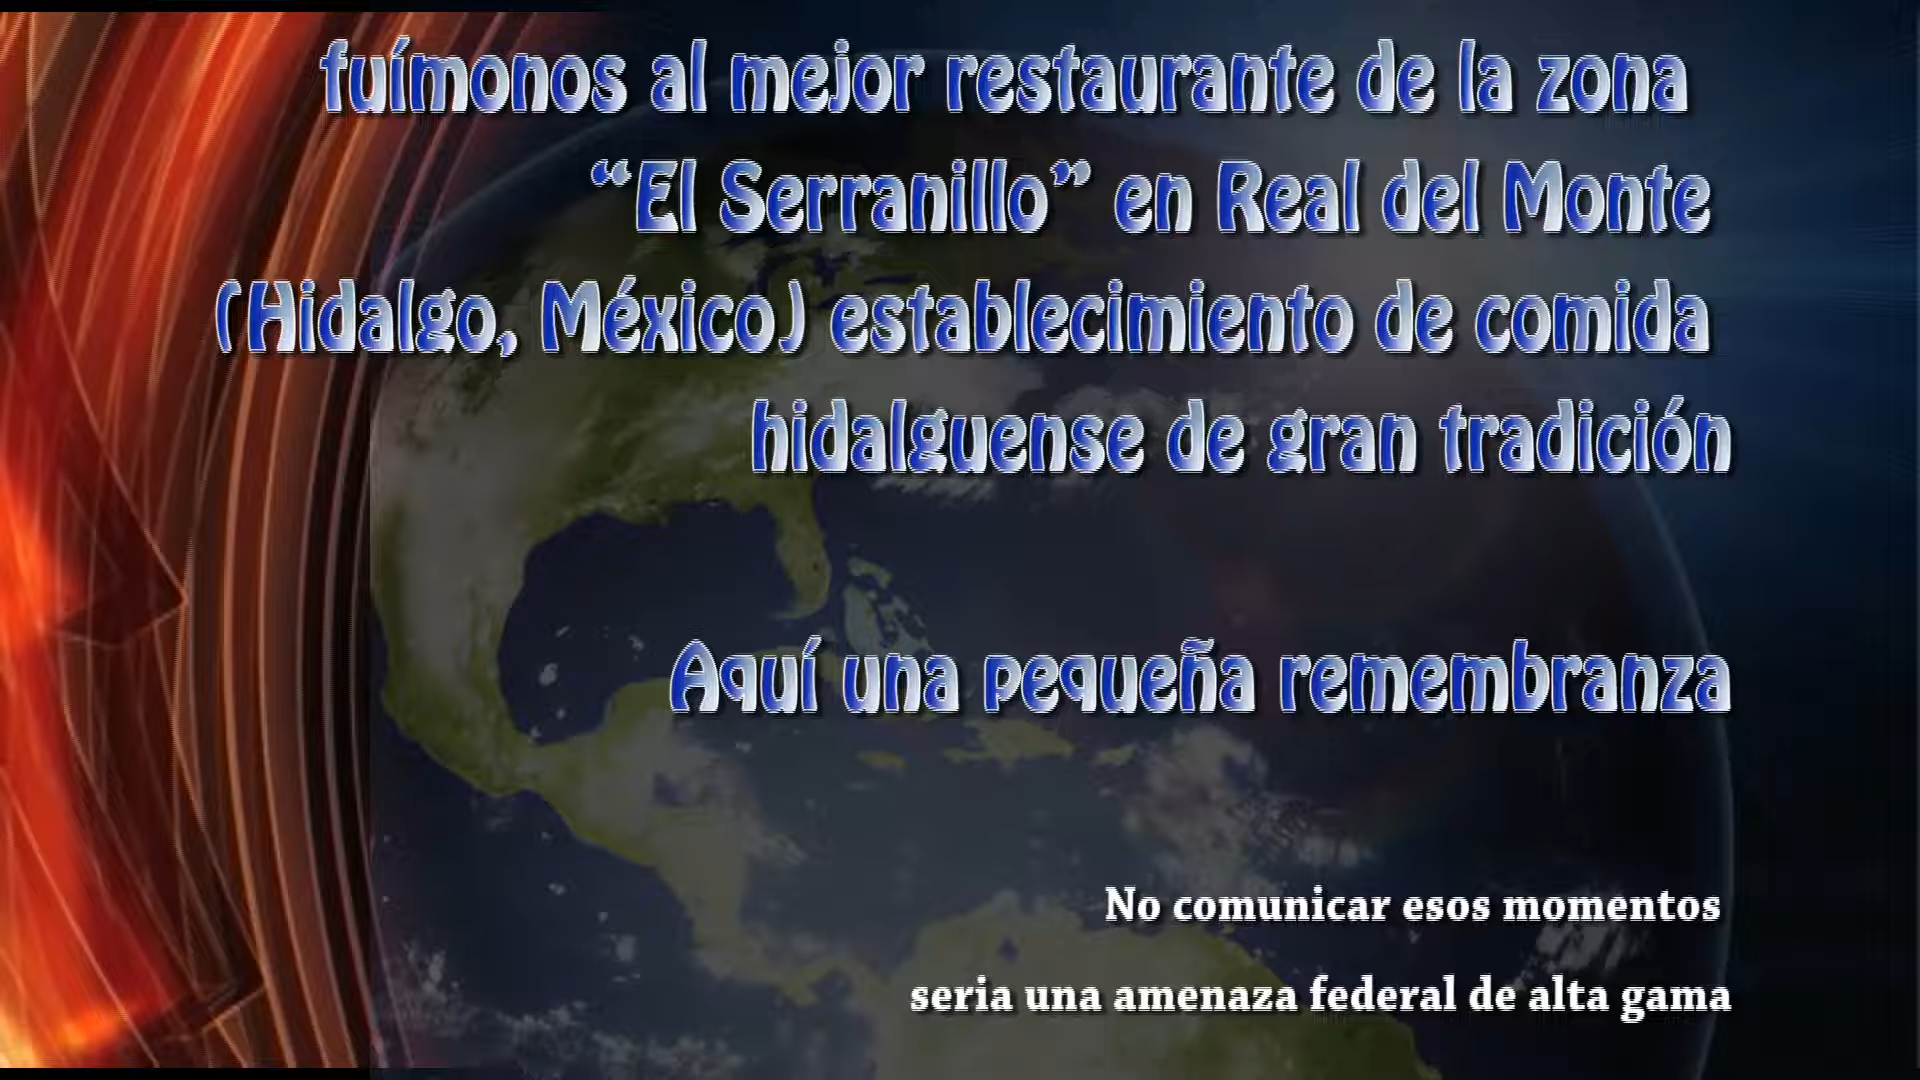 fuímonos al mejor restaurante de la zona
“El Serranillo” en Real del Monte
(Hidalgo, México) establecimiento de comida
hidalguense de gran tradición
Aquí una pequeña remembranza
No comunicar esos momentos
seria una amenaza federal de alta gama